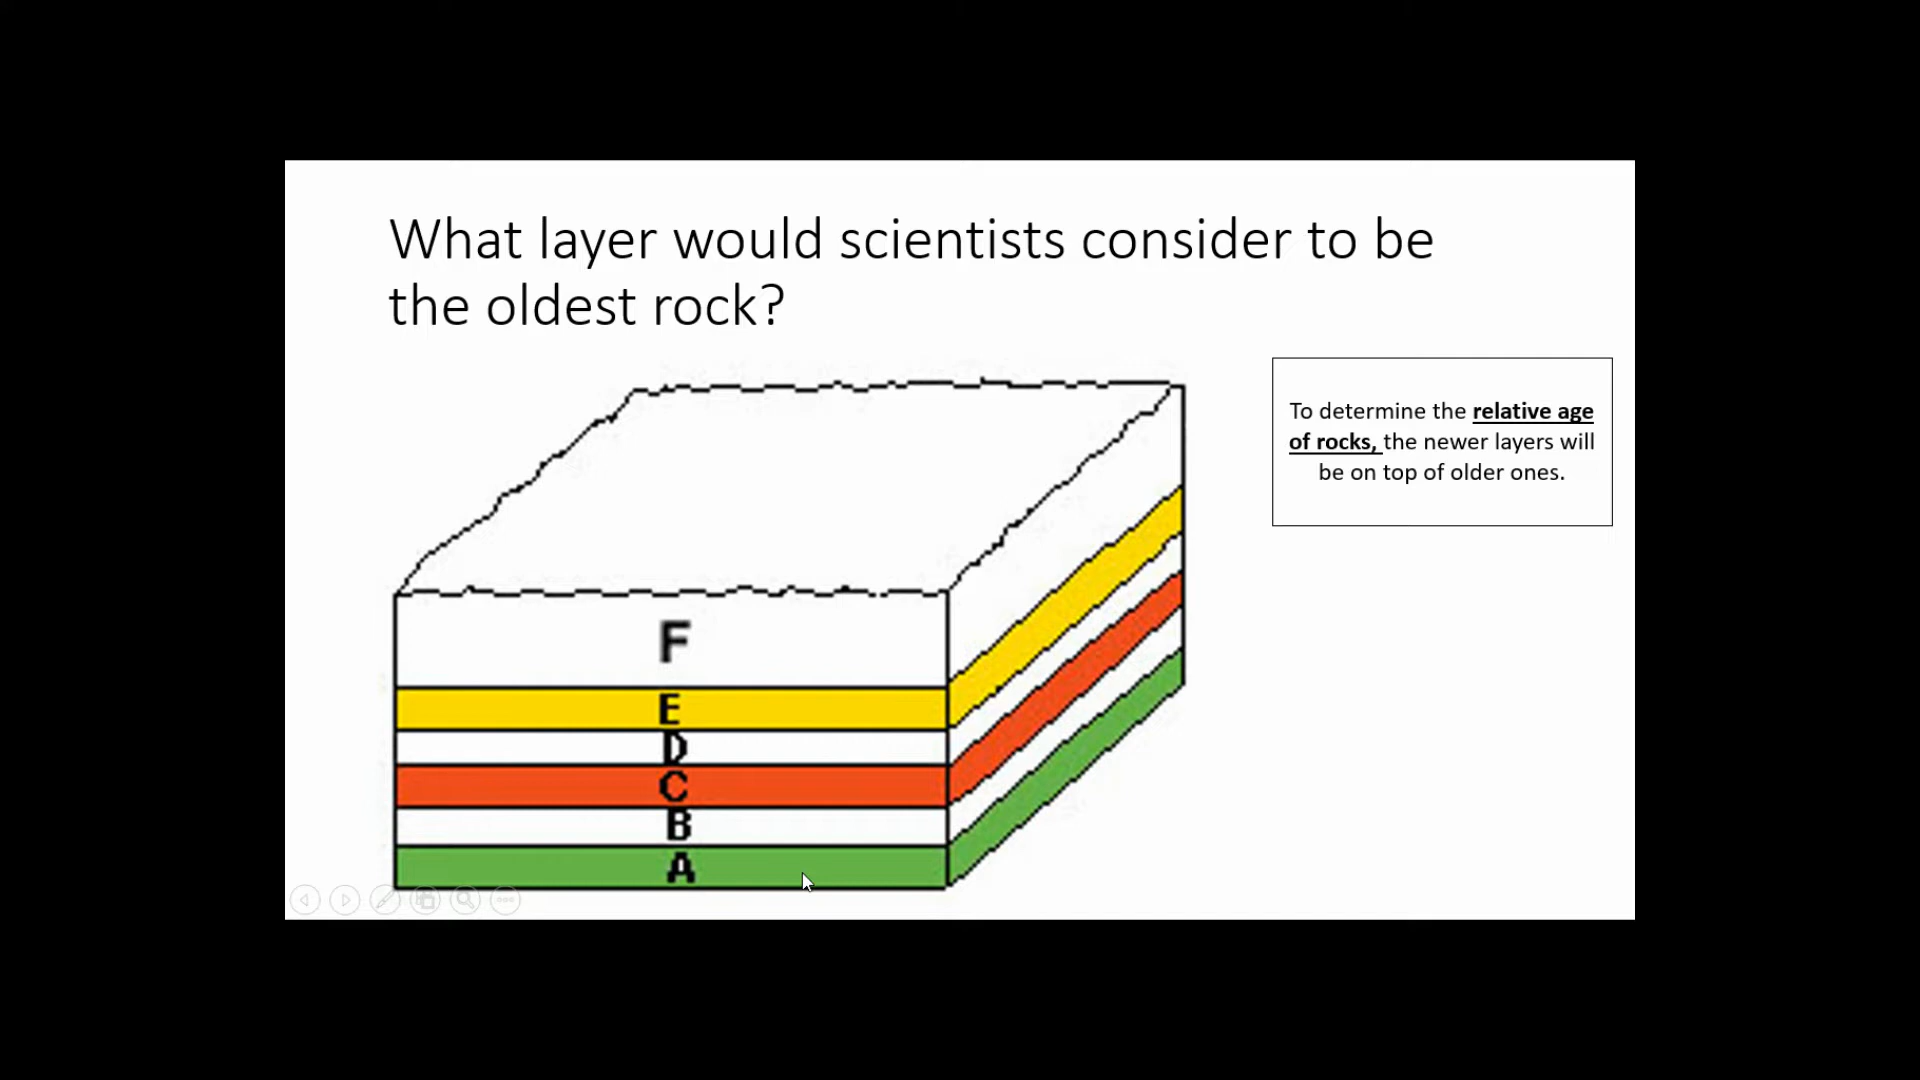 What layer would scientists consider to be
the oldest rock?
To determine the relative age
of rocks, the newer layers will
be on top of older ones.
F
E
D
C
B
A